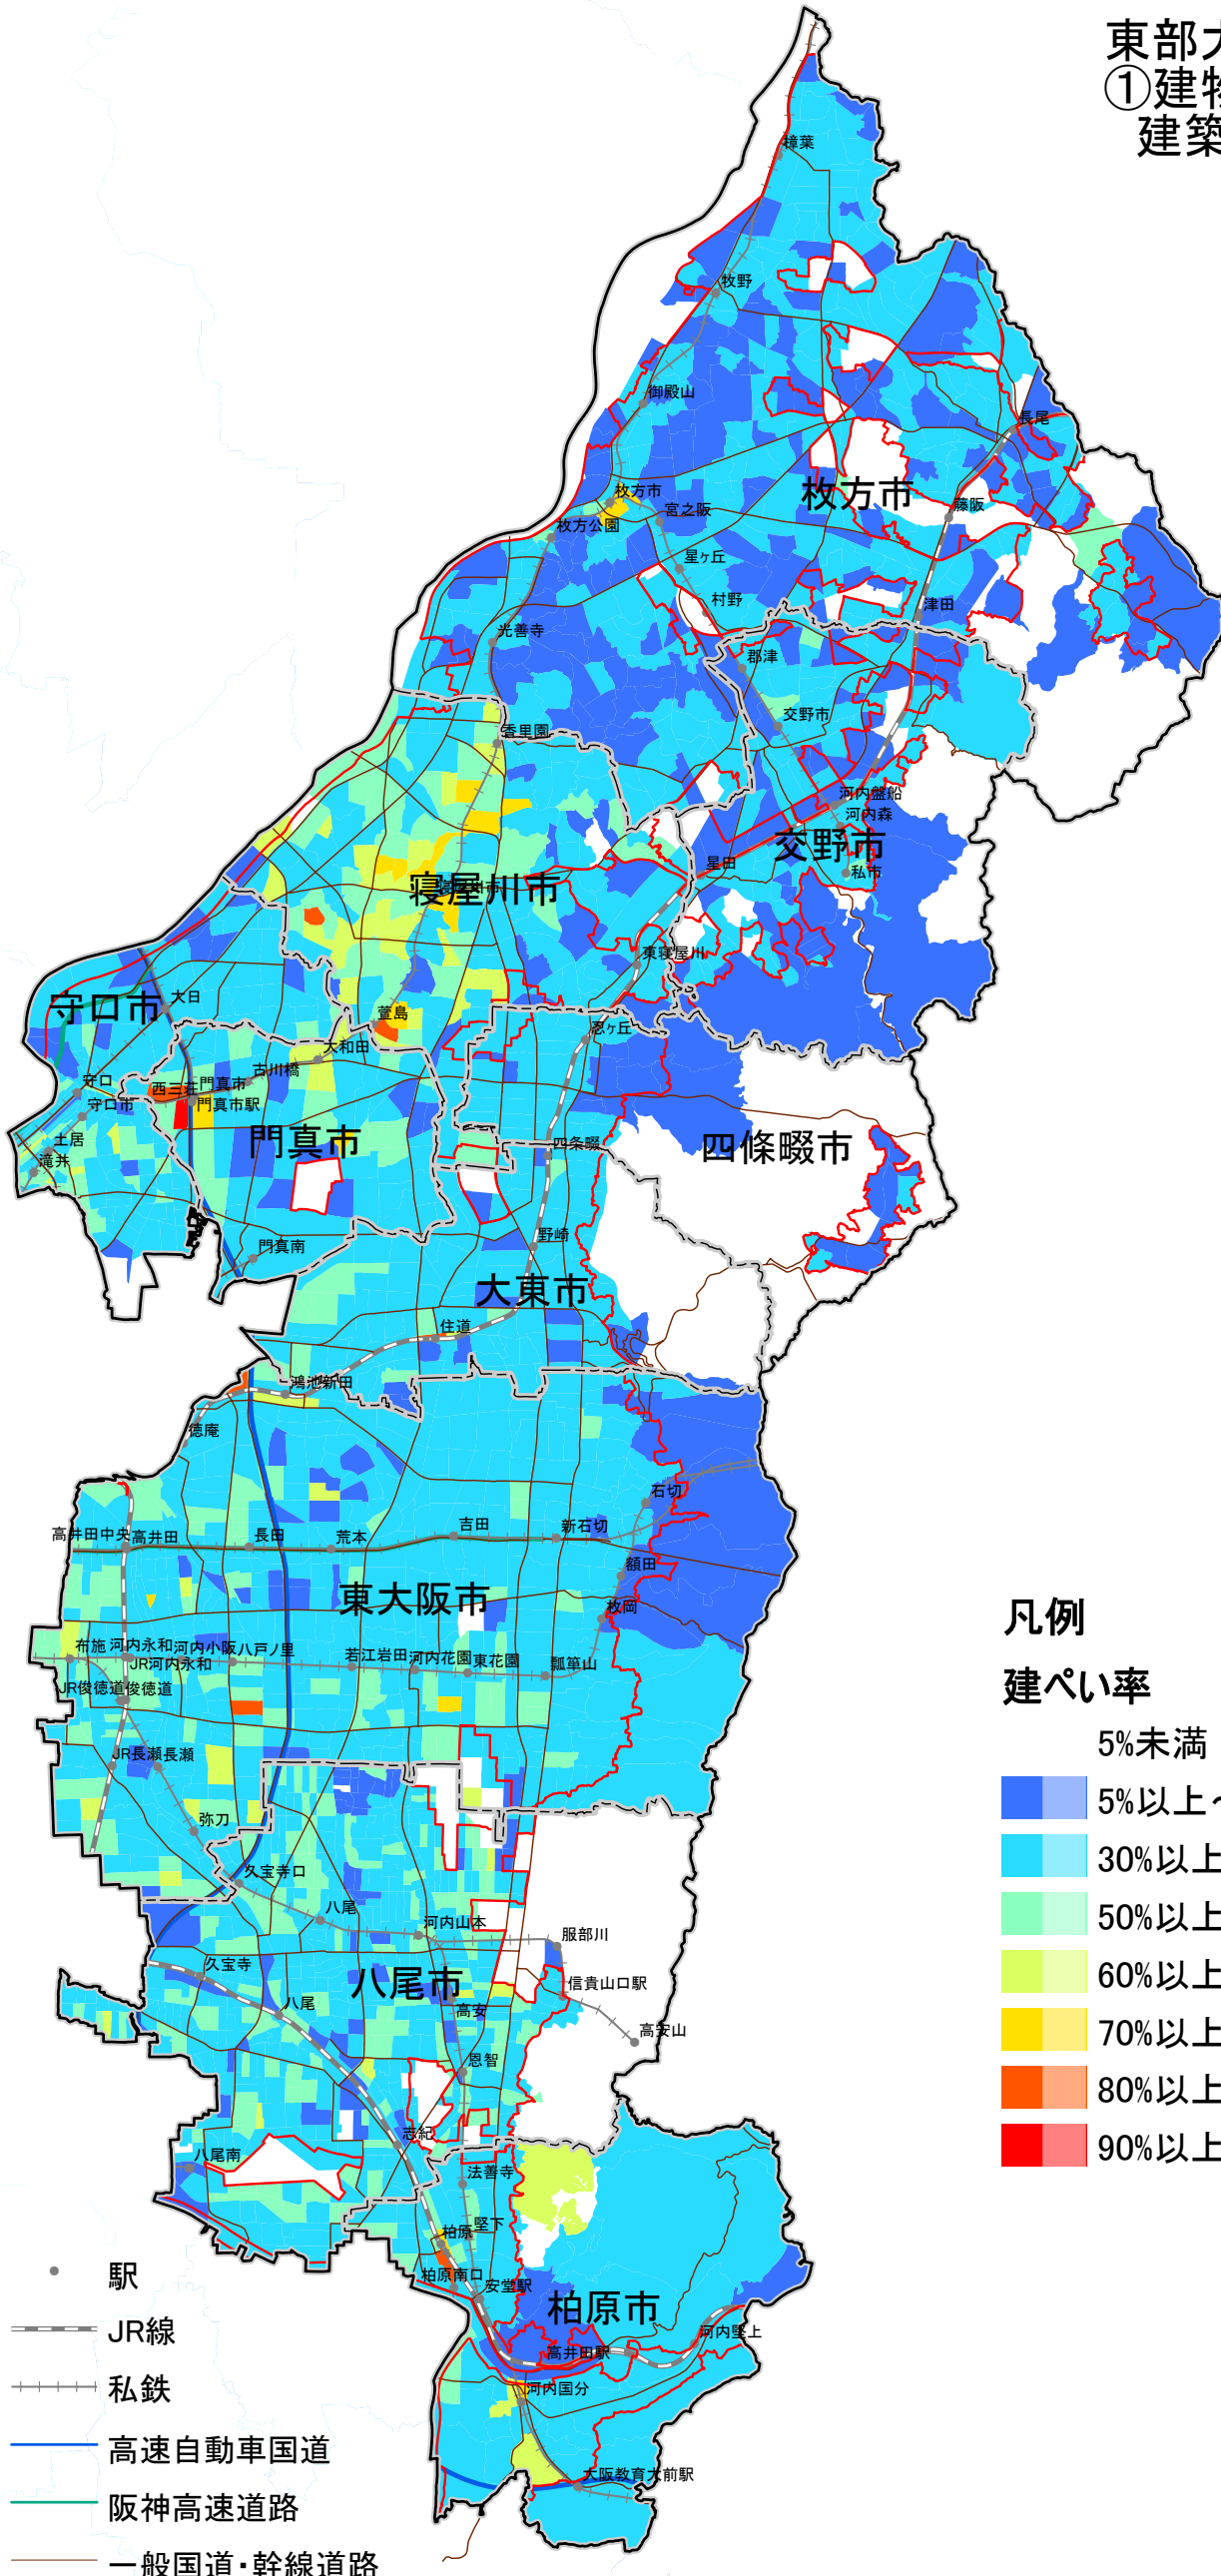 東部大
①建物
建築
樟葉
牧野
御殿山
長尾
枚方市
枚方市
宮之阪
藤阪
枚方公園
星ヶ丘
津田
村野
光善寺
郡津
交野市
香里園
河内盤船
河内森
交野市
星田
私市
寝屋川市
東寝屋川
守口市
大日
萱島
忍ヶ丘
大和田
古川橋
守口
西三荘
門真市
守口市
門真市駅
土居
門真市
四条畷
四條畷市
滝井
門真南
野崎
大東市
住道
鴻池新田
徳庵
石切
高井田中央
高井田
長田
荒本
吉田
新石切
額田
東大阪市
枚岡
布施
河内永和
河内小阪
八戸ノ里
若江岩田
河内花園
東花園
瓢箪山
JR河内永和
JR俊徳道
俊徳道
JR長瀬
長瀬
弥刀
久宝寺口
八尾
河内山本
服部川
久宝寺
八尾市
信貴山口駅
八尾
高安
高安山
恩智
志紀
八尾南
法善寺
柏原
堅下
柏原南口
安堂駅
柏原市
河内堅上
高井田駅
河内国分
大阪教育大前駅
凡例
建ぺい率
5%未満
5%以上~
30%以上
50%以上
60%以上
70%以上
80%以上
90%以上
駅
JR線
私鉄
高速自動車国道
阪神高速道路
一般国道・幹線道路